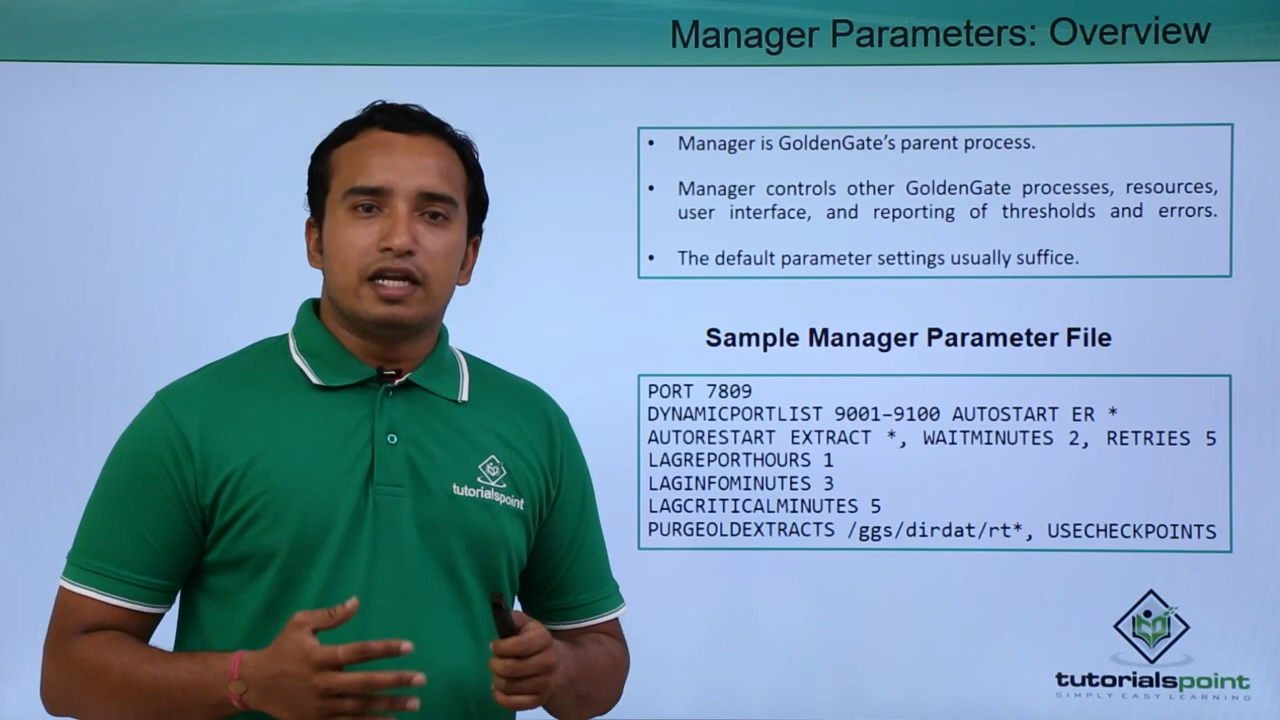 Manager Parameters: Overview
• Manager is GoldenGate’s parent process.
• Manager controls other GoldenGate processes, resources,
user interface, and reporting of thresholds and errors.
• The default parameter settings usually suffice.
Sample Manager Parameter File
PORT 7809
DYNAMICPORTLIST 9001–9100 AUTOSTART ER *
AUTORESTART EXTRACT *, WAITMINUTES 2, RETRIES 5
LAGREPORTHOURS 1
LAGINFOMINUTES 3
LAGCRITICALMINUTES 5
PURGEOLDEXTRACTS /ggs/dirdat/rt*, USECHECKPOINTS
tutorialspoint
tutorialspoint
SIMPLY EASY LEARNING